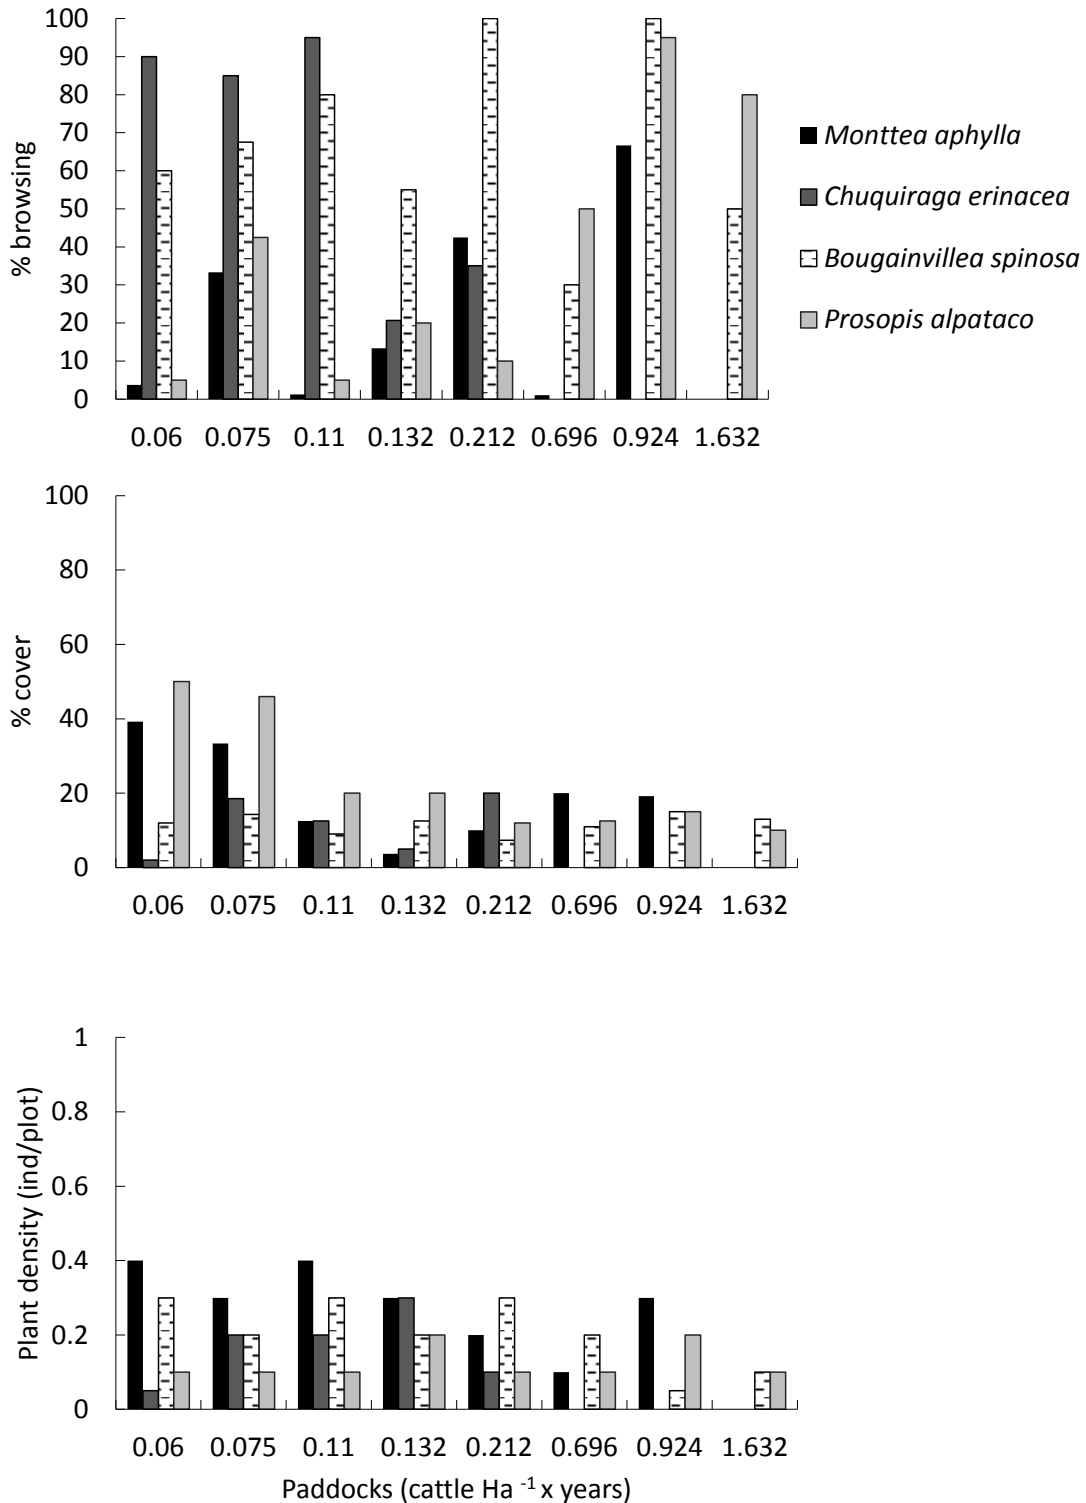 100
90
80
70
60
50
40
30
20
10
0
% browsing
0.06 0.075 0.11 0.132 0.212 0.696 0.924 1.632
Monttea aphylla
Chuquiraga erinacea
Bougainvillea spinosa
Prosopis alpataco
100
80
60
40
20
0
% cover
0.06 0.075 0.11 0.132 0.212 0.696 0.924 1.632
1
0.8
0.6
0.4
0.2
0
Plant density (ind/plot)
0.06 0.075 0.11 0.132 0.212 0.696 0.924 1.632
Paddocks (cattle Ha ⁻¹ x years)